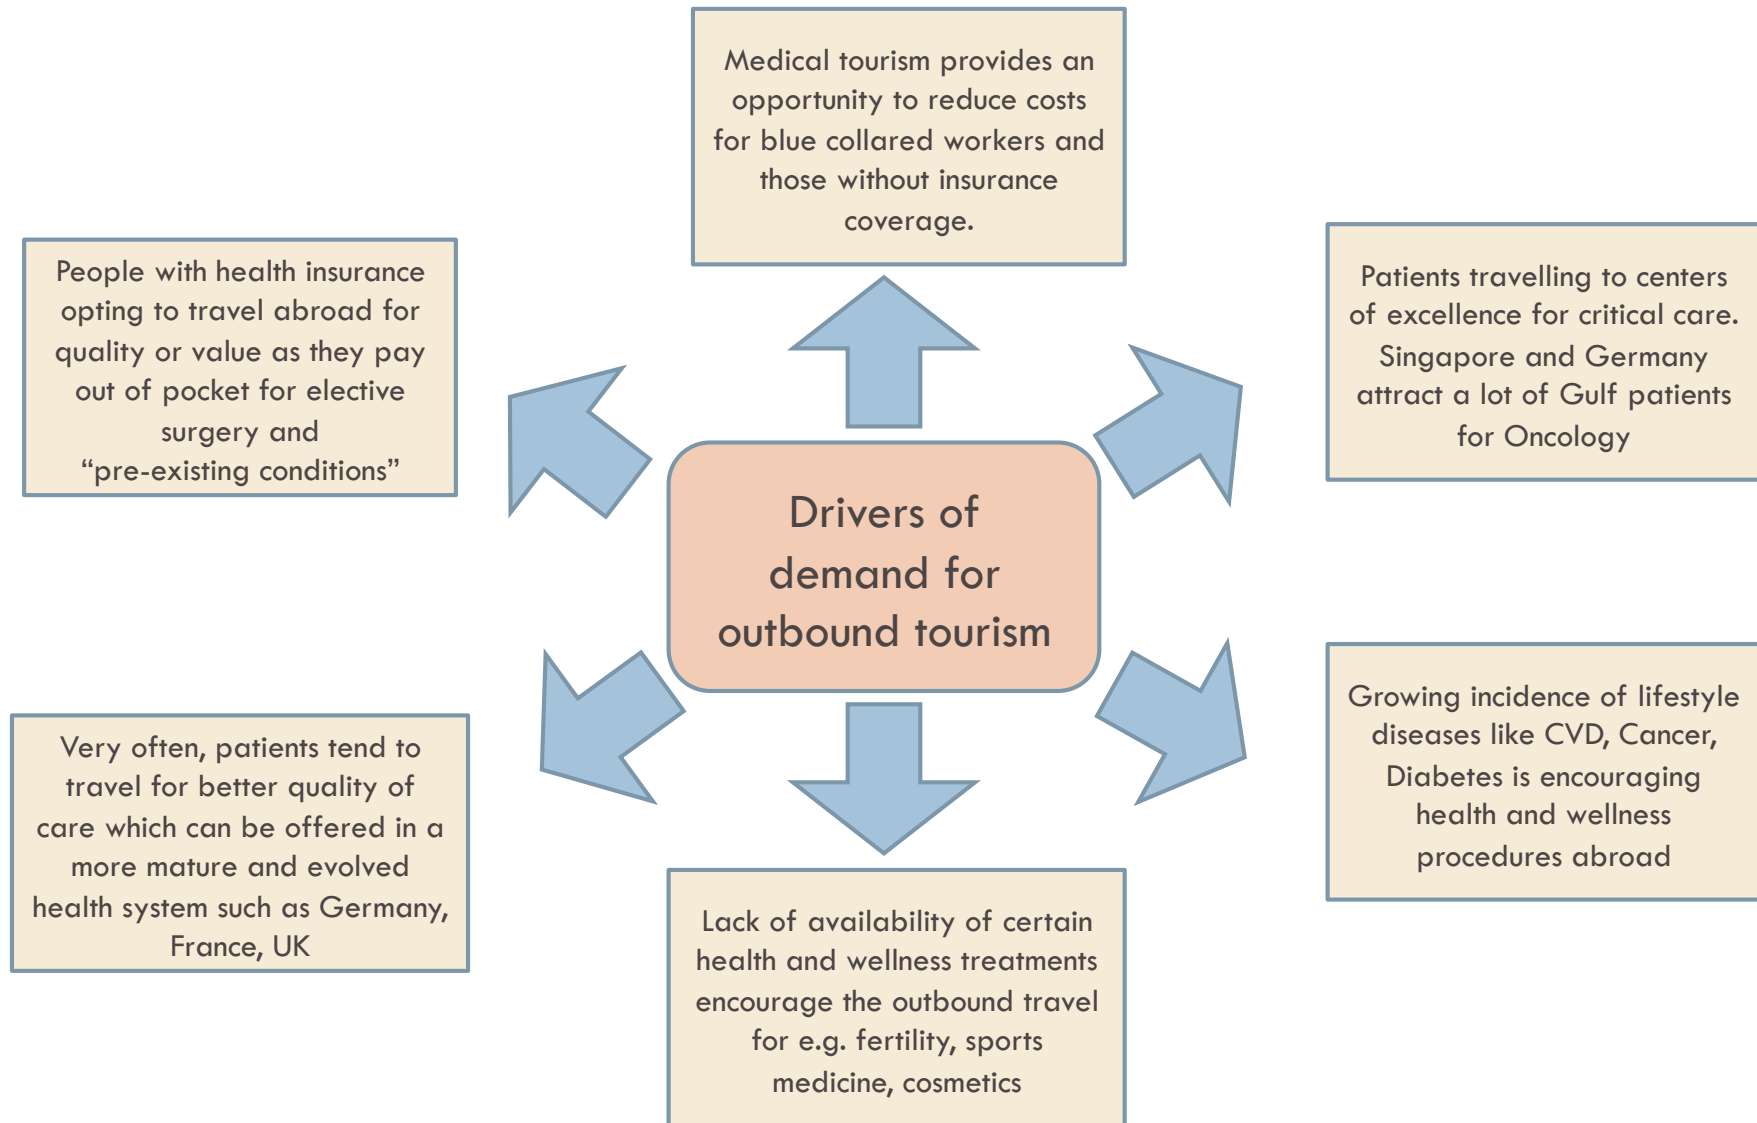 Medical tourism provides an
opportunity to reduce costs
for blue collared workers and
those without insurance
coverage.
People with health insurance
opting to travel abroad for
quality or value as they pay
out of pocket for elective
surgery and
“pre-existing conditions”
Patients travelling to centers
of excellence for critical care.
Singapore and Germany
attract a lot of Gulf patients
for Oncology
Drivers of
demand for
outbound tourism
Very often, patients tend to
travel for better quality of
care which can be offered in a
more mature and evolved
health system such as Germany,
France, UK
Growing incidence of lifestyle
diseases like CVD, Cancer,
Diabetes is encouraging
health and wellness
procedures abroad
Lack of availability of certain
health and wellness treatments
encourage the outbound travel
for e.g. fertility, sports
medicine, cosmetics